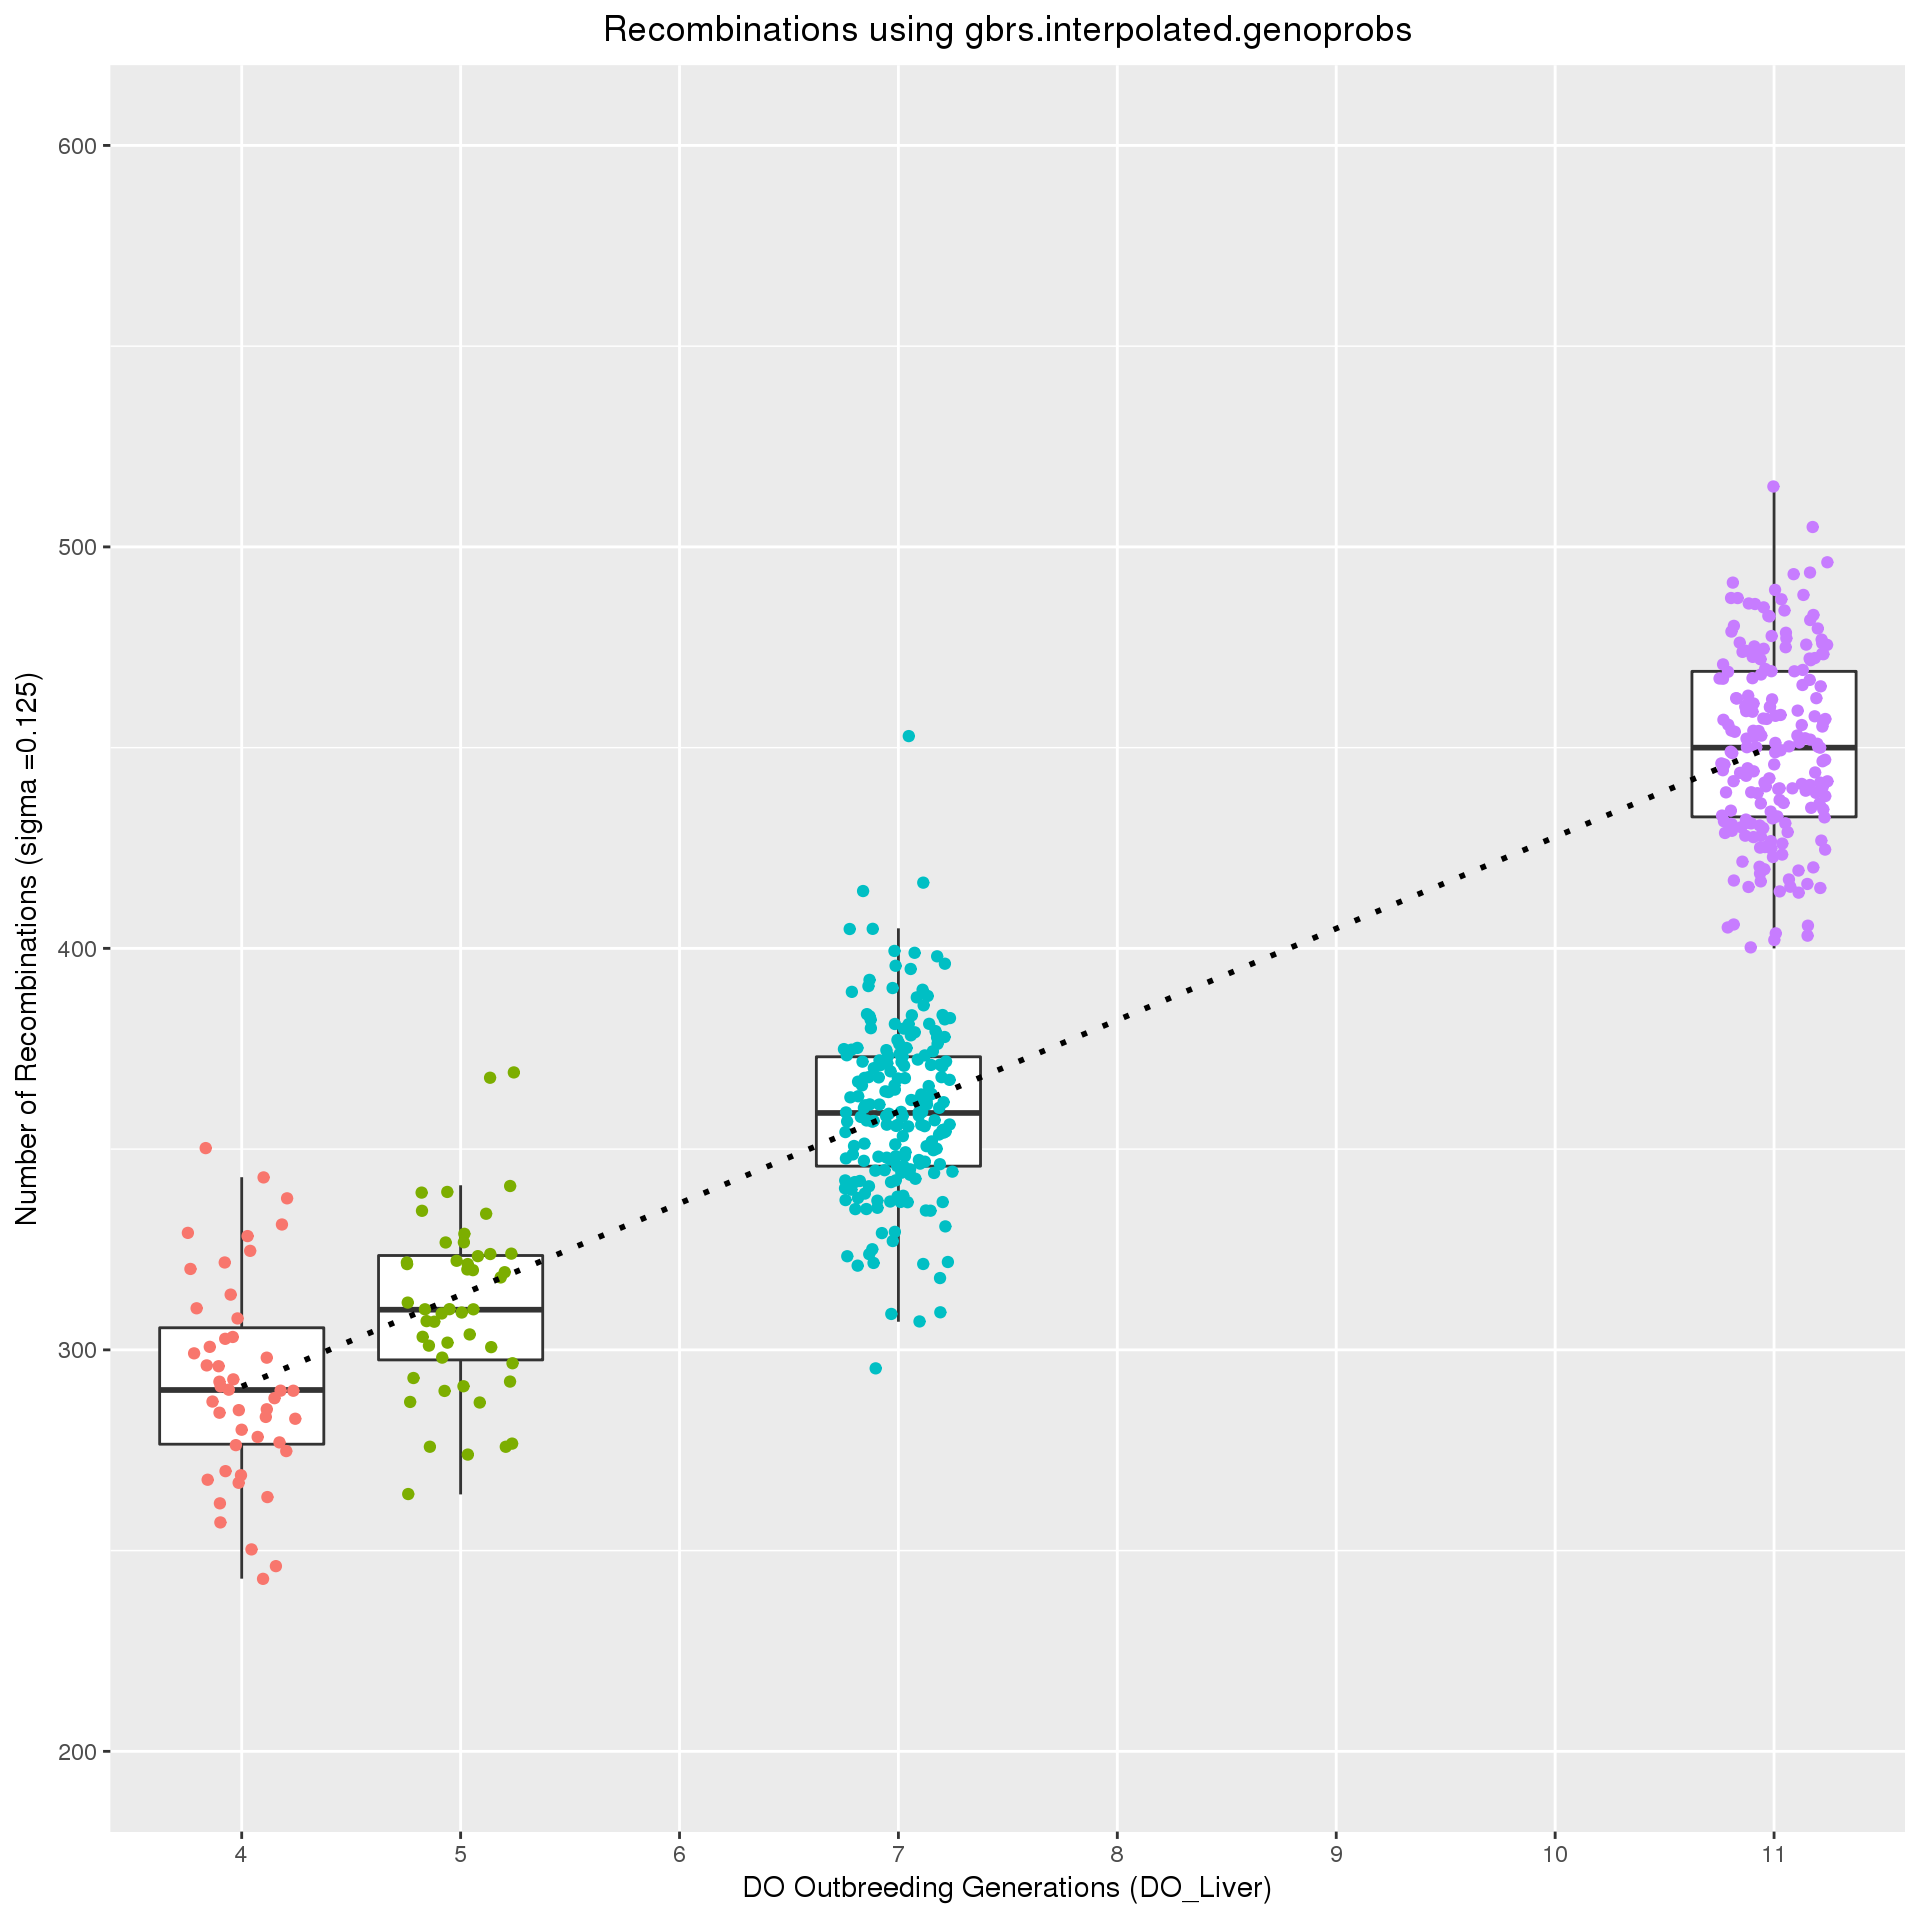 Recombinations using gbrs.interpolated.genoprobs
Number of Recombinations (sigma =0.125)
600
500
400
300
200
4 5 6 7 8 9 10 11
DO Outbreeding Generations (DO_Liver)